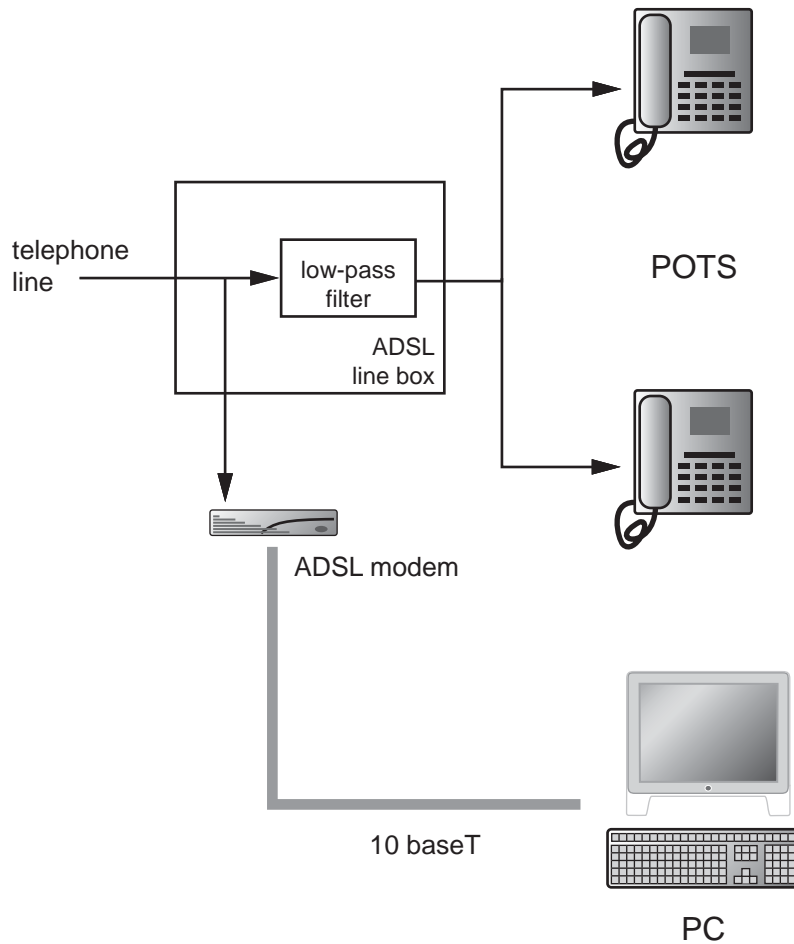 telephone
line
low-pass
filter
ADSL
line box
POTS
ADSL modem
10 baseT
PC